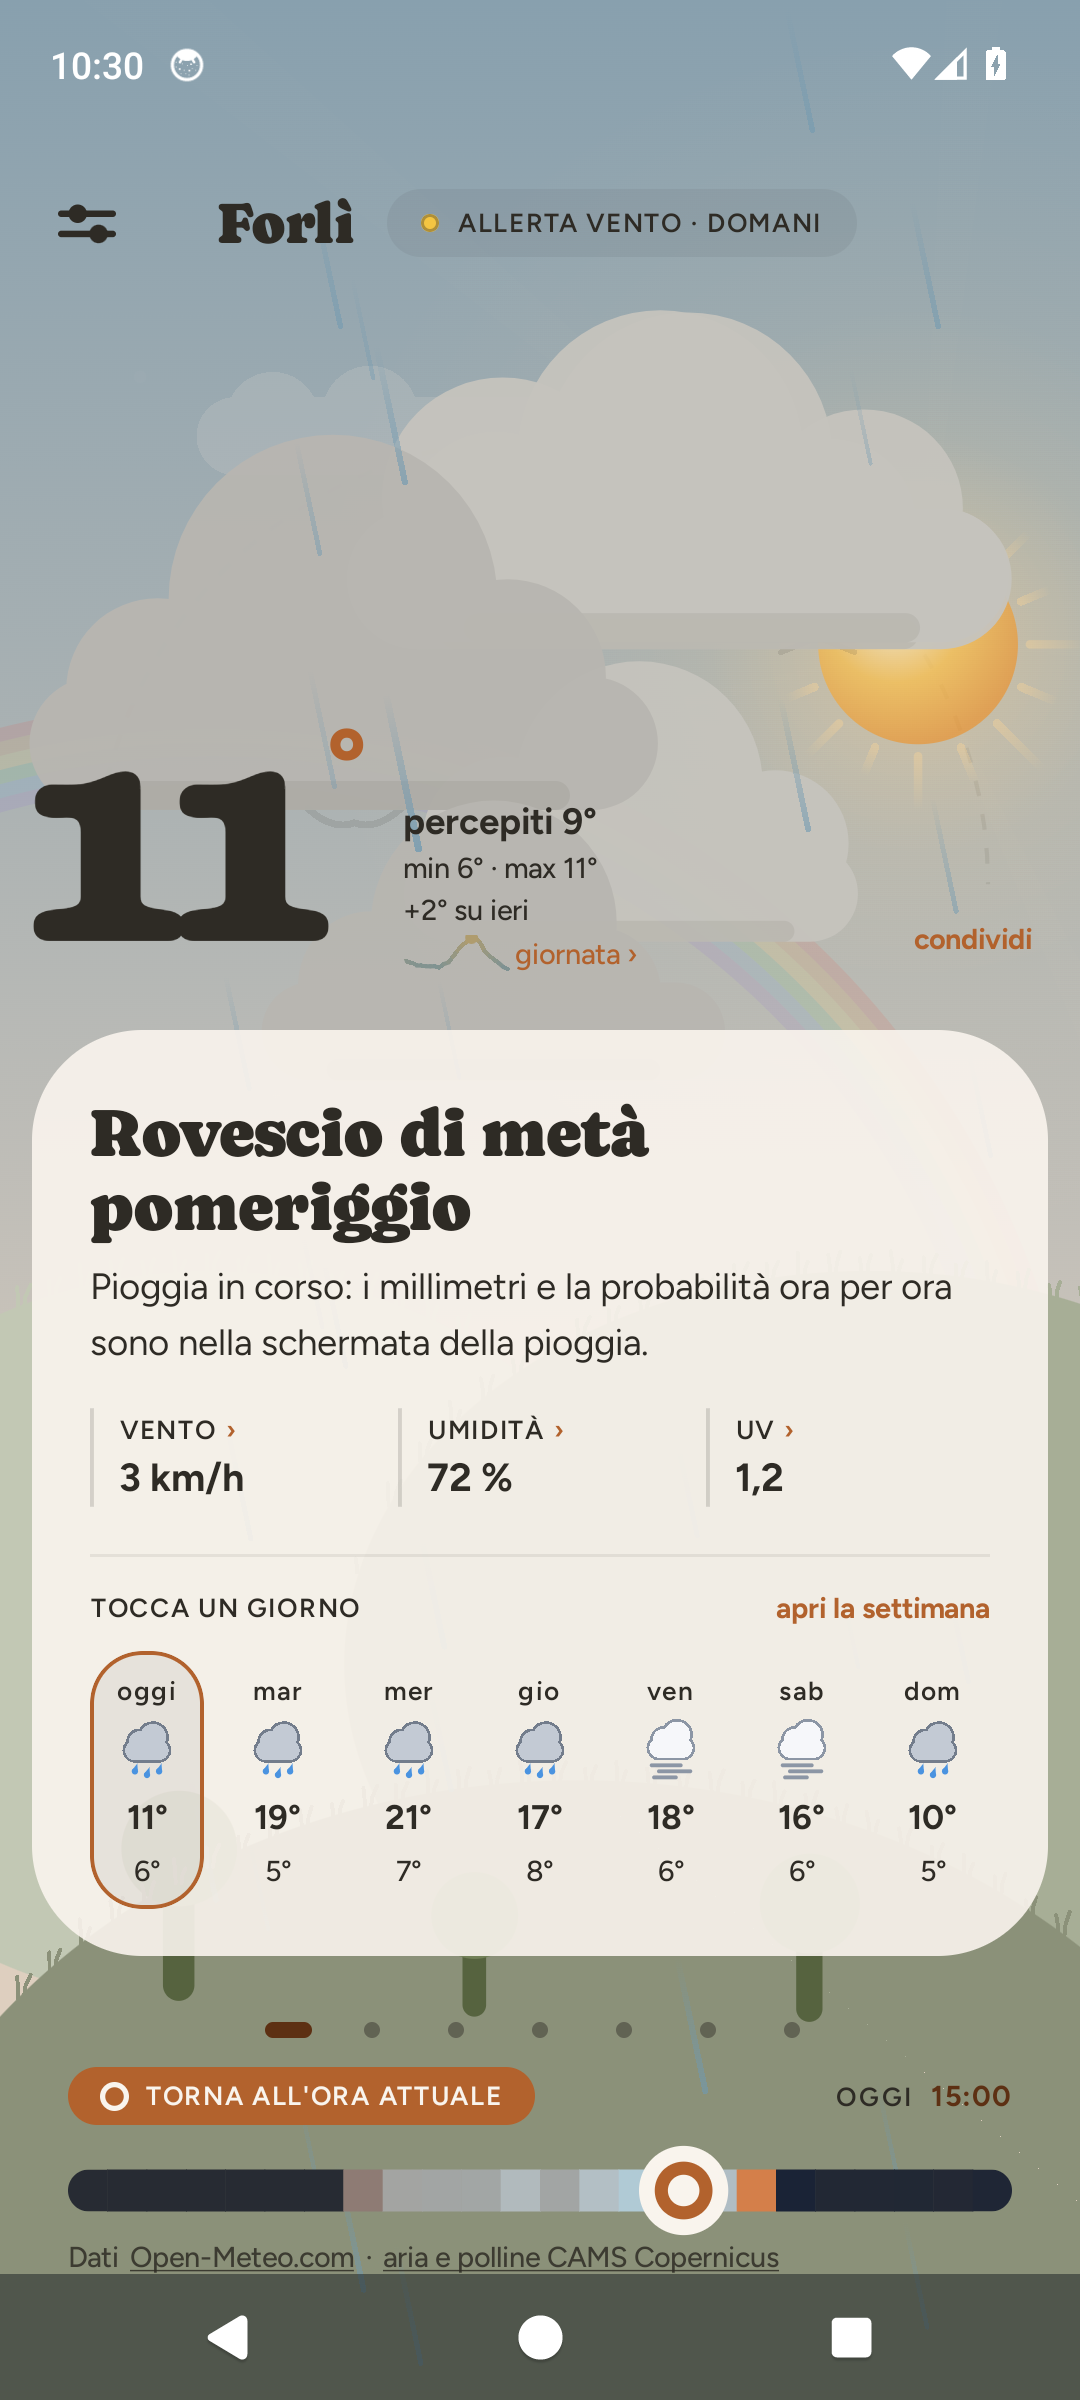 10:30
Forlì
ALLERTA VENTO · DOMANI
11°
percepiti 9°
min 6° · max 11°
+2° su ieri
giornata ›
condividi
Rovescio di metà
pomeriggio
Pioggia in corso: i millimetri e la probabilità ora per ora
sono nella schermata della pioggia.
VENTO › UMIDITÀ › UV ›
3 km/h 72 % 1,2
TOCCA UN GIORNO apri la settimana
oggi mar mer gio ven sab dom
11° 19° 21° 17° 18° 16° 10°
6° 5° 7° 8° 6° 6° 5°
TORNA ALL'ORA ATTUALE OGGI 15:00
Dati Open-Meteo.com · aria e polline CAMS Copernicus